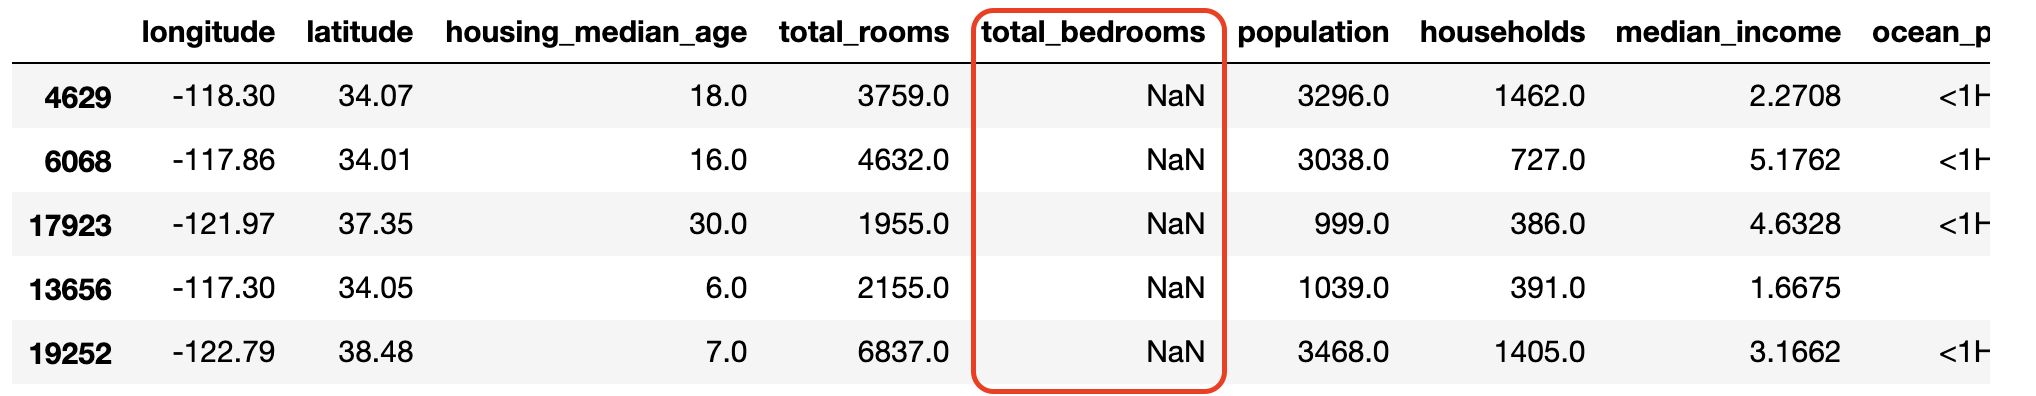 longitude latitude housing_median_age total_rooms total_bedrooms population households median_income ocean_p
4629 -118.30 34.07 18.0 3759.0 NaN 3296.0 1462.0 2.2708 <1H
6068 -117.86 34.01 16.0 4632.0 NaN 3038.0 727.0 5.1762 <1H
17923 -121.97 37.35 30.0 1955.0 NaN 999.0 386.0 4.6328 <1H
13656 -117.30 34.05 6.0 2155.0 NaN 1039.0 391.0 1.6675
19252 -122.79 38.48 7.0 6837.0 NaN 3468.0 1405.0 3.1662 <1H